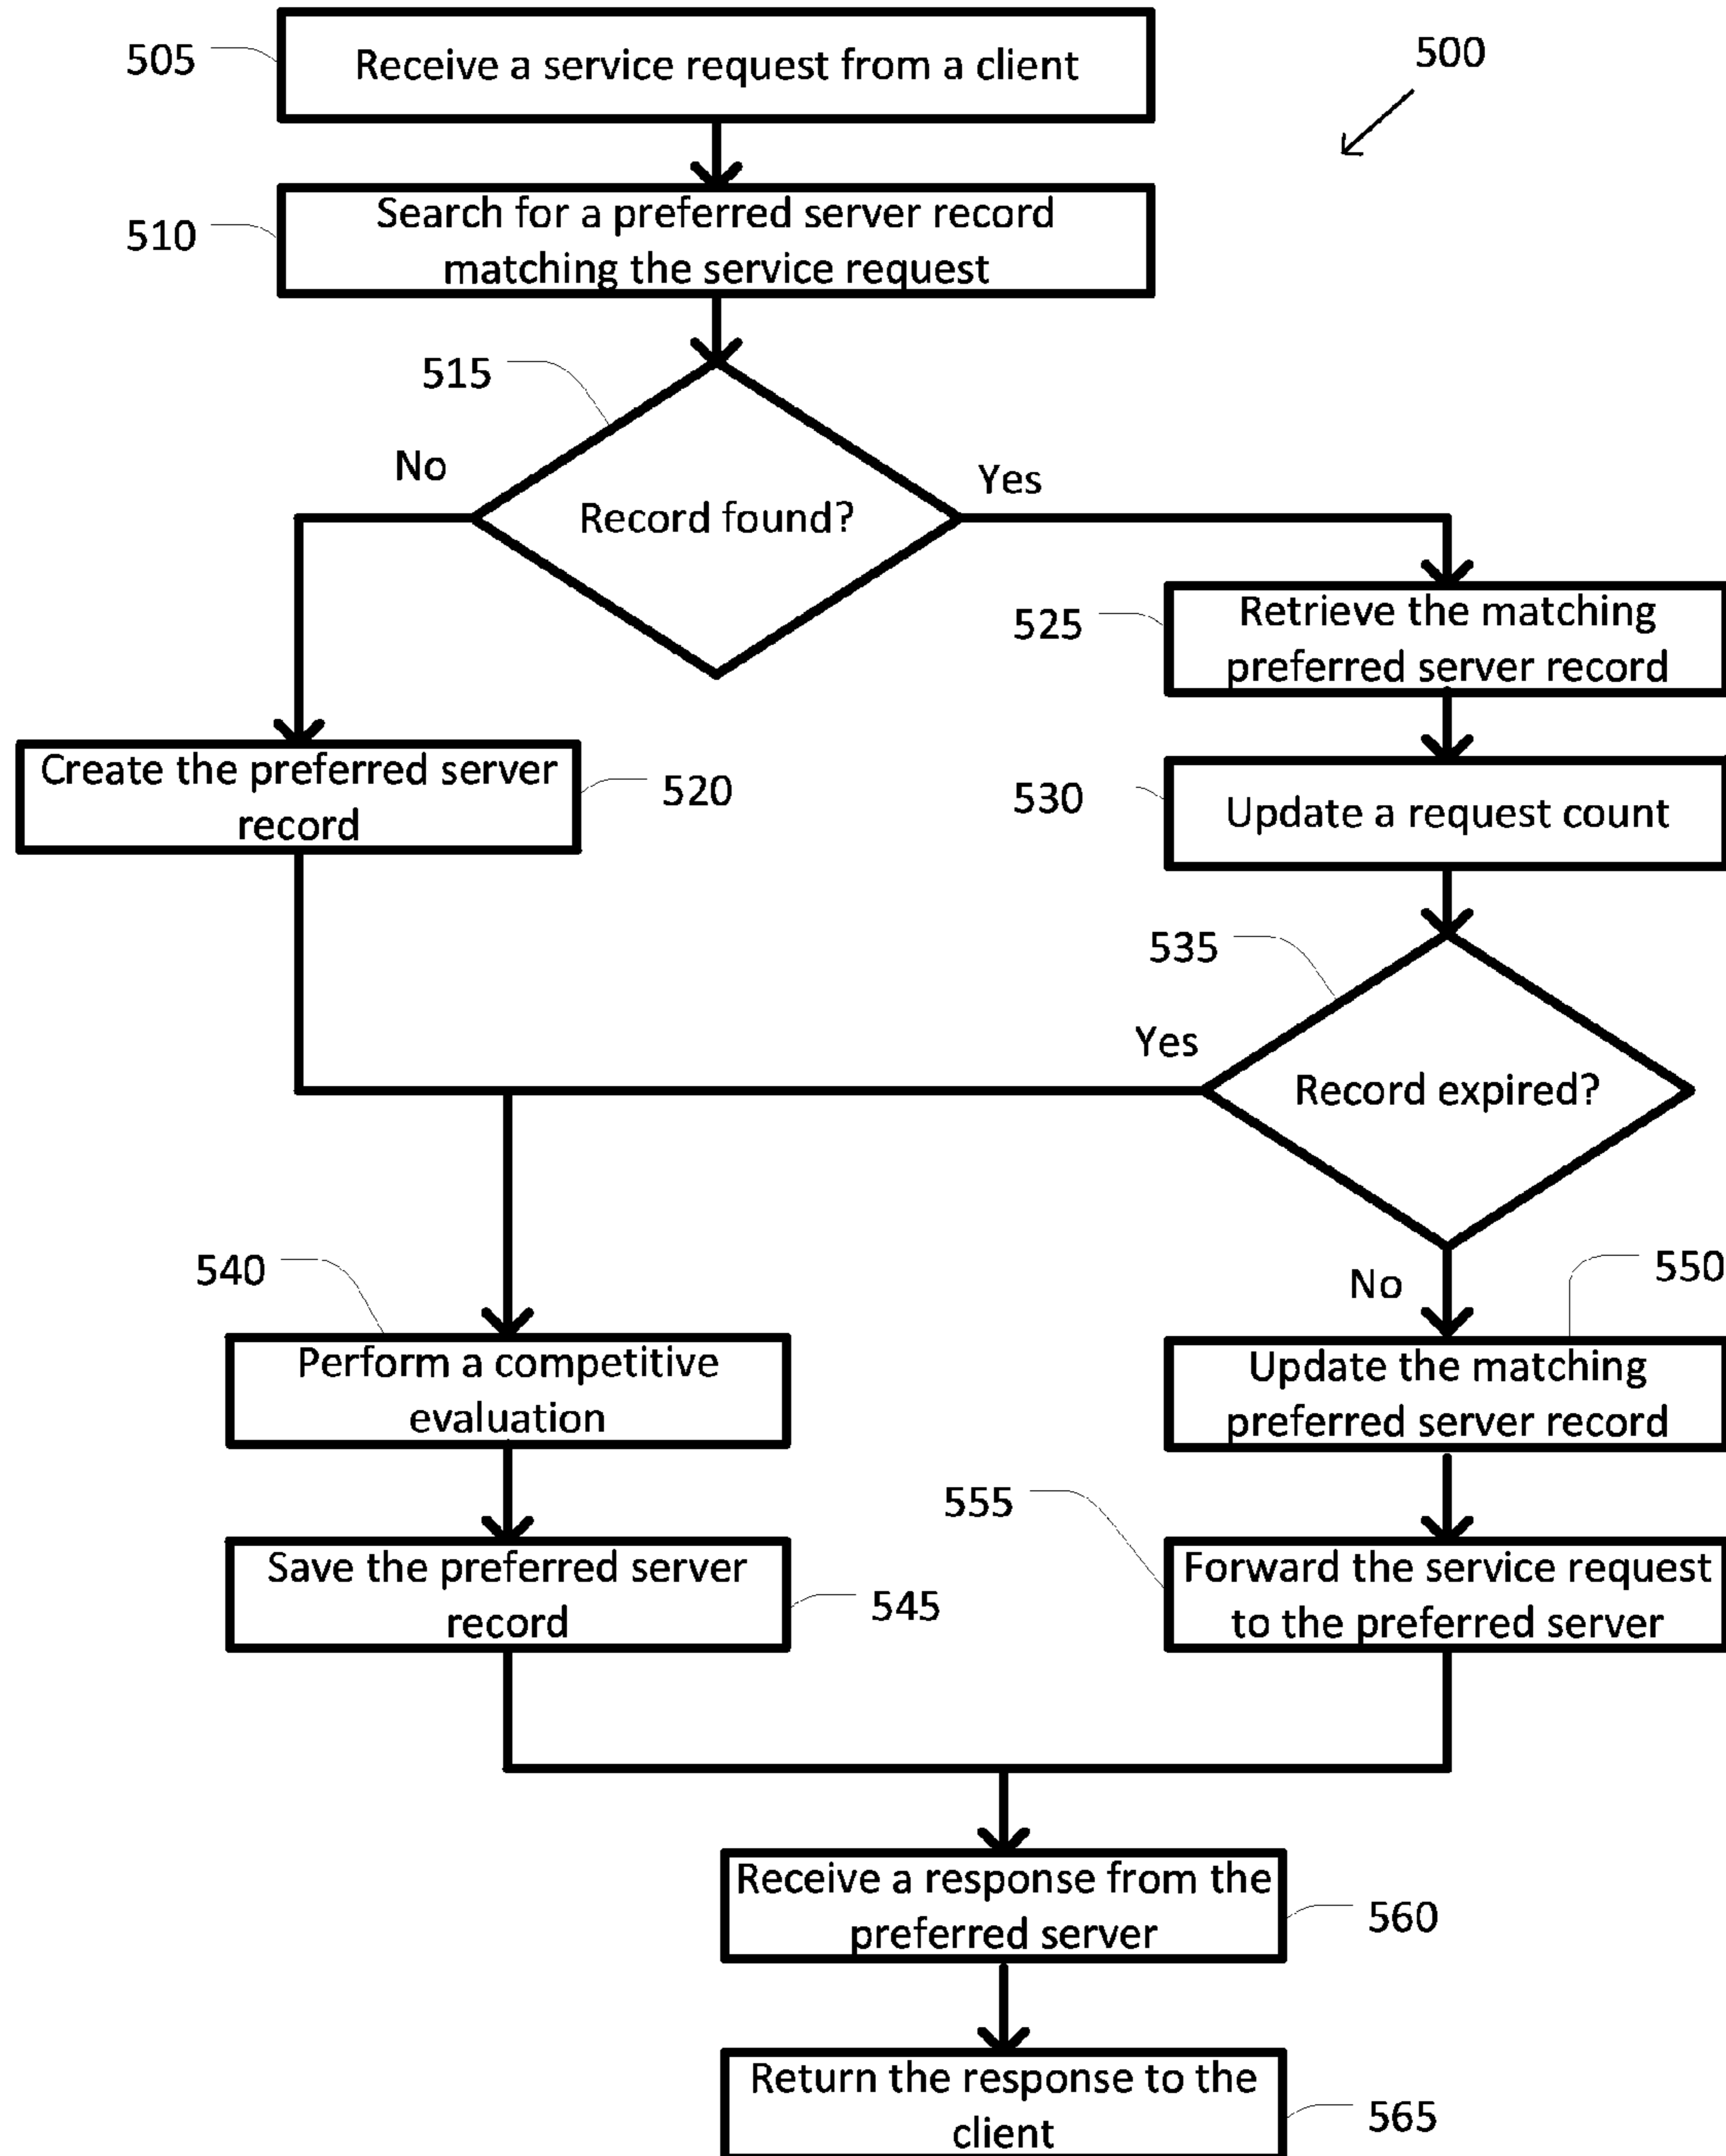 505
Receive a service request from a client
500
510
Search for a preferred server record
matching the service request
515
No
Yes
Record found?
525
Retrieve the matching
preferred server record
Create the preferred server
record
520
530
Update a request count
535
Yes
Record expired?
540
No
550
Perform a competitive
evaluation
Update the matching
preferred server record
555
Save the preferred server
record
545
Forward the service request
to the preferred server
Receive a response from the
preferred server
560
Return the response to the
client
565